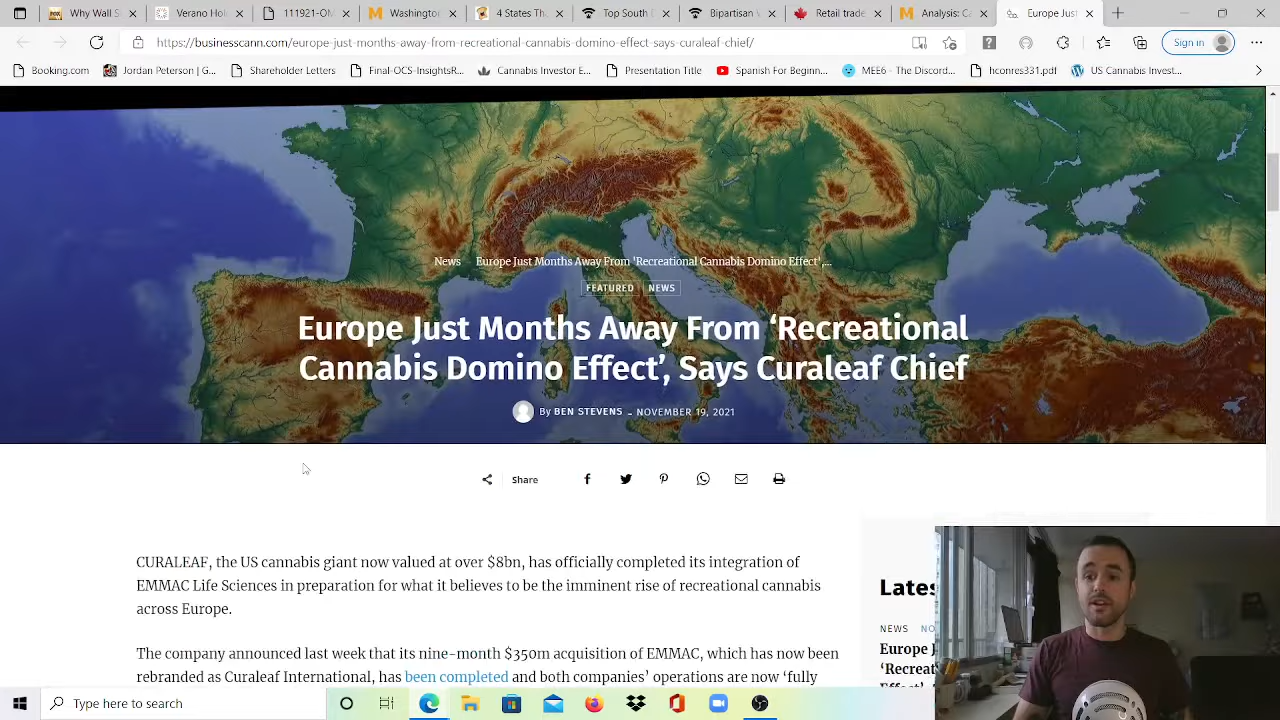 Why Wall S
Verano Hol
111921-OM
Washington
4 States Th
Top South D
Bipartis
Retail trade
Analysis: Ca
Europe Just
https://businesscann.com/europe-just-months-away-from-recreational-cannabis-domino-effect-says-curaleaf-chief/
Sign in
Booking.com
Jordan Peterson | G...
Shareholder Letters
Final-OCS-InsightsR...
Cannabis Investor E...
Presentation Title
Spanish For Beginn...
MEE6 - The Discord...
hconres331.pdf
US Cannabis Invest...
News Europe Just Months Away From 'Recreational Cannabis Domino Effect',...
FEATURED NEWS
Europe Just Months Away From ‘Recreational
Cannabis Domino Effect’, Says Curaleaf Chief
By BEN STEVENS - NOVEMBER 19, 2021
Share
CURALEAF, the US cannabis giant now valued at over $8bn, has officially completed its integration of
EMMAC Life Sciences in preparation for what it believes to be the imminent rise of recreational cannabis
across Europe.
The company announced last week that its nine-month $350m acquisition of EMMAC, which has now been
rebranded as Curaleaf International, has been completed and both companies’ operations are now ‘fully
Lates
NEWS NO
Europe J
‘Recreat
Type here to search